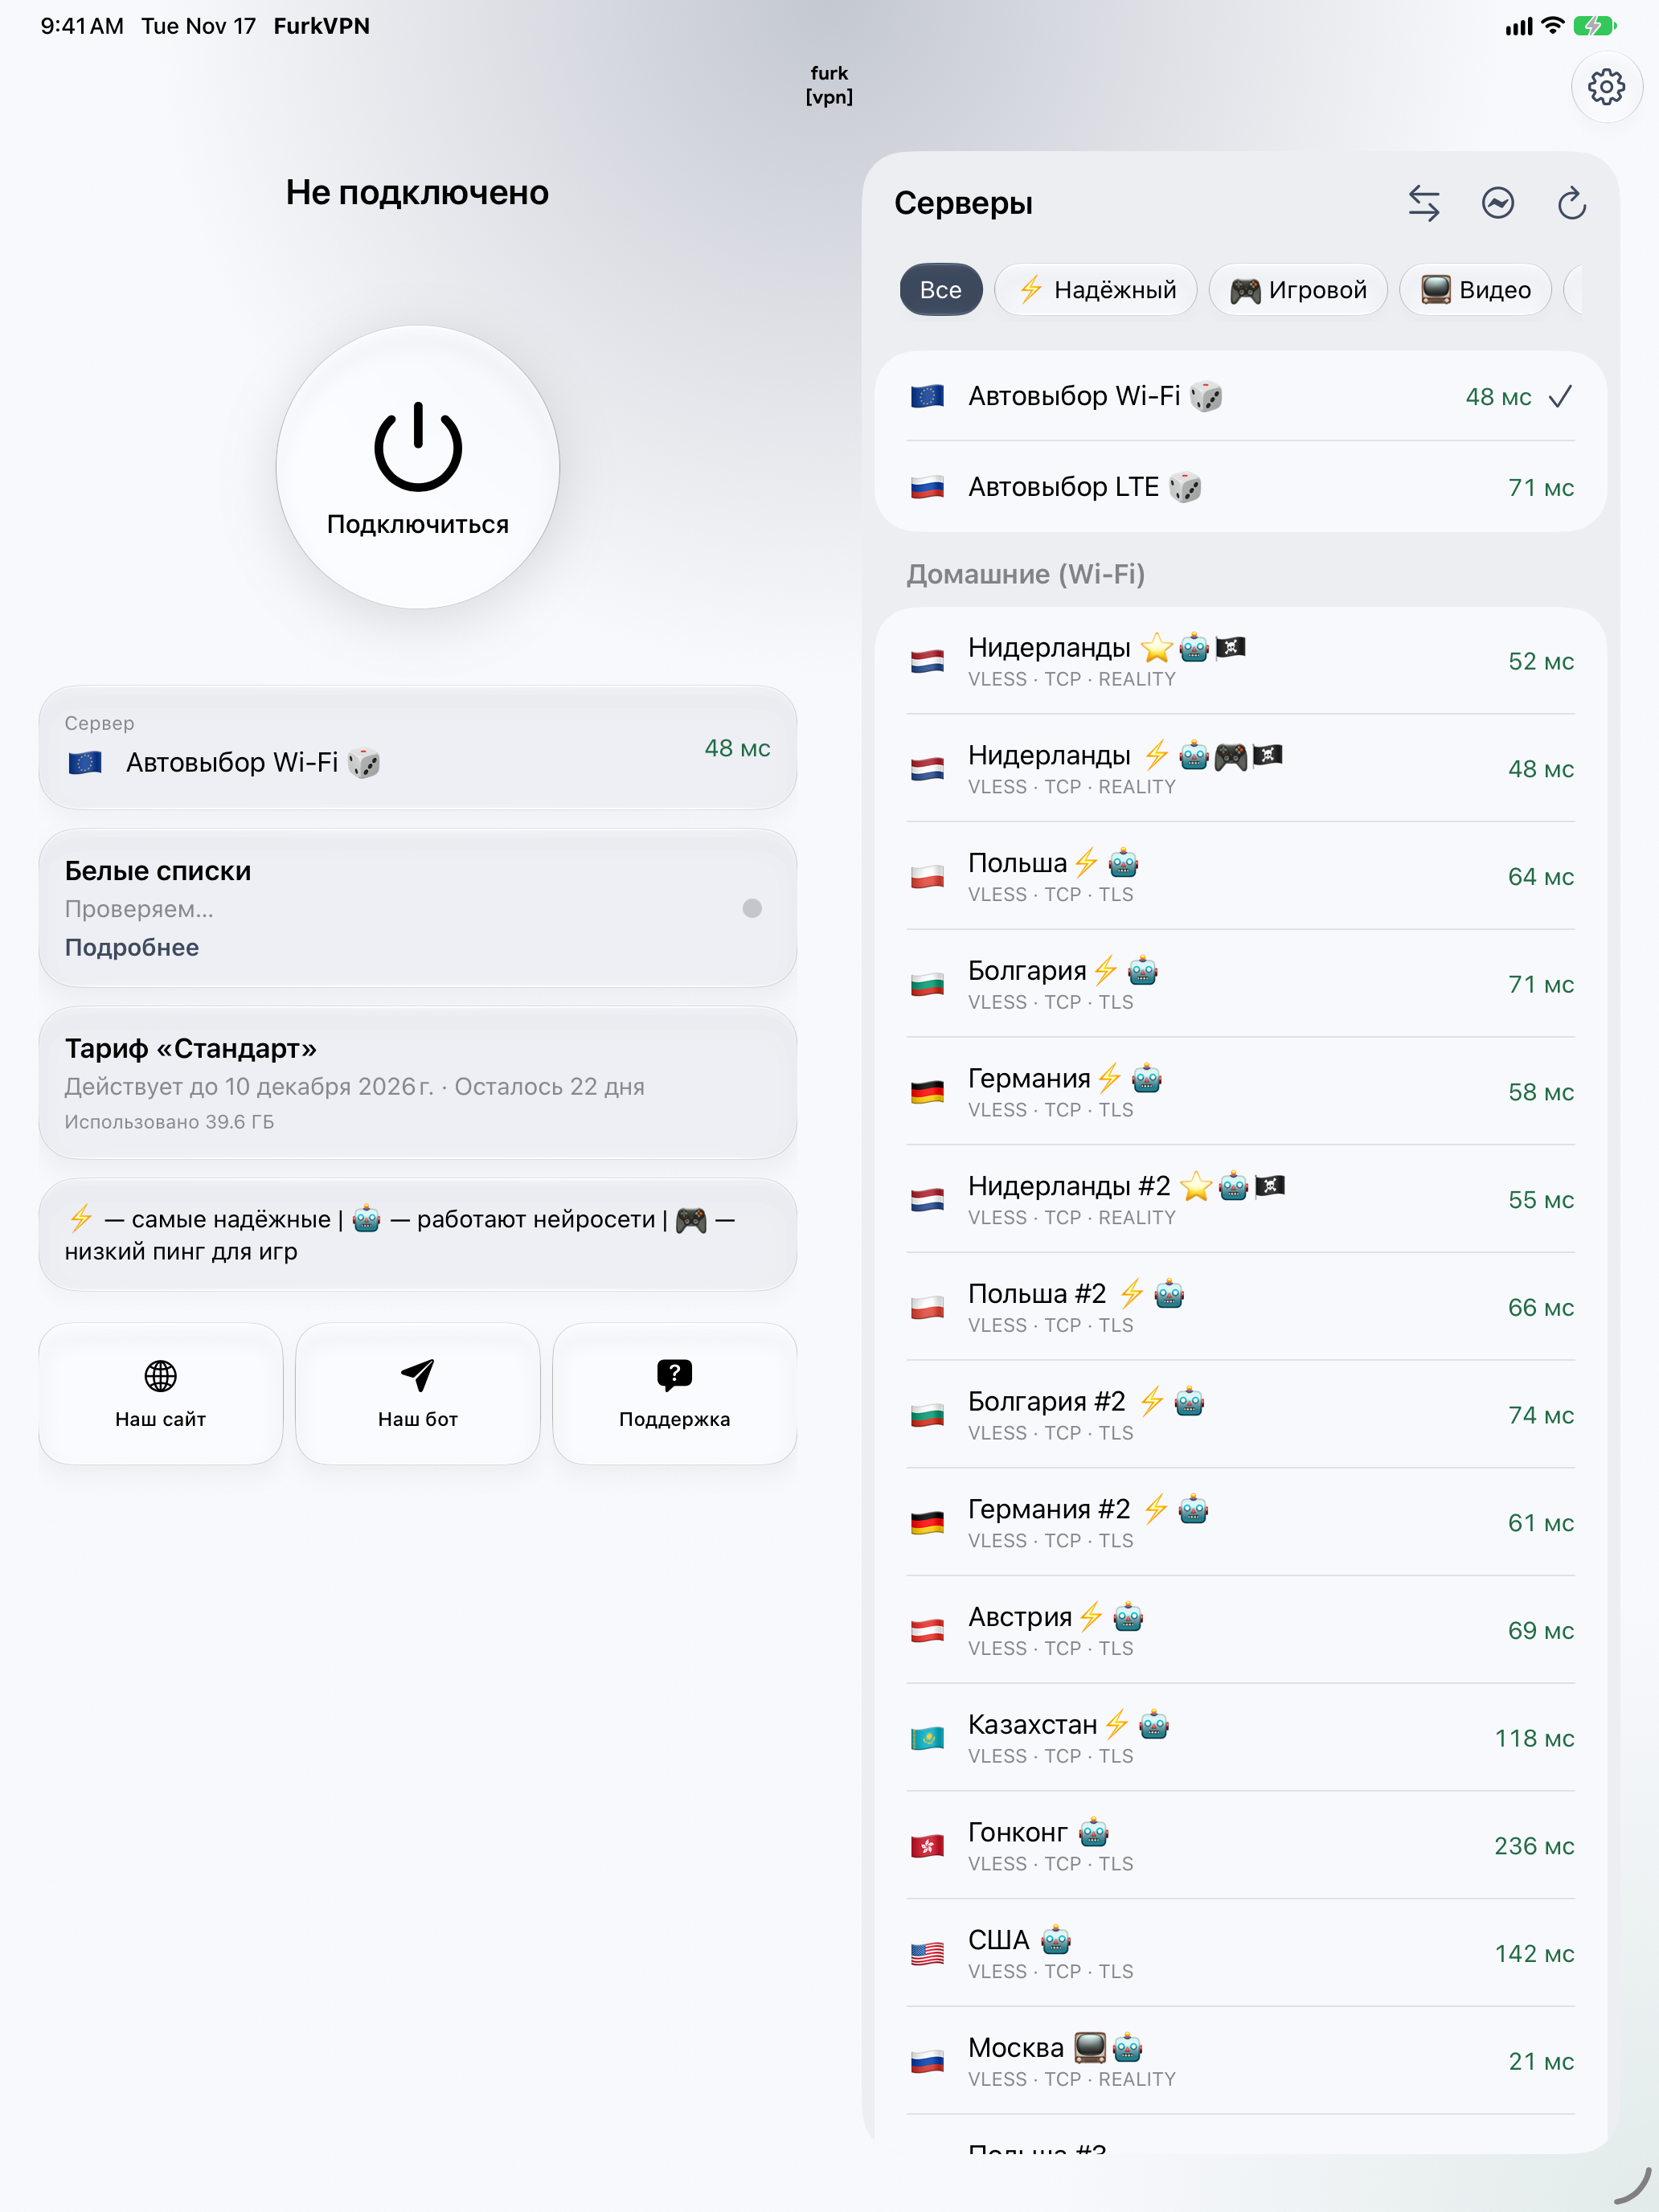 9:41 AM Tue Nov 17 FurkVPN
furk
[vpn]
Не подключено
Подключиться
Сервер
🇪🇺 Автовыбор Wi-Fi 🎲
48 мс
Белые списки
Проверяем...
Подробнее
Тариф «Стандарт»
Действует до 10 декабря 2026 г. · Осталось 22 дня
Использовано 39.6 ГБ
⚡ — самые надёжные | 🤖 — работают нейросети | 🎮 —
низкий пинг для игр
Наш сайт
Наш бот
Поддержка
Серверы
Все
⚡ Надёжный
🎮 Игровой
📺 Видео
🇪🇺 Автовыбор Wi-Fi 🎲 48 мс
🇷🇺 Автовыбор LTE 🎲 71 мс
Домашние (Wi-Fi)
🇳🇱 Нидерланды ⭐🤖🏴‍☠️ 52 мс
VLESS · TCP · REALITY
🇳🇱 Нидерланды ⚡🤖🎮🏴‍☠️ 48 мс
VLESS · TCP · REALITY
🇵🇱 Польша⚡🤖 64 мс
VLESS · TCP · TLS
🇧🇬 Болгария⚡🤖 71 мс
VLESS · TCP · TLS
🇩🇪 Германия⚡🤖 58 мс
VLESS · TCP · TLS
🇳🇱 Нидерланды #2 ⭐🤖🏴‍☠️ 55 мс
VLESS · TCP · REALITY
🇵🇱 Польша #2 ⚡🤖 66 мс
VLESS · TCP · TLS
🇧🇬 Болгария #2 ⚡🤖 74 мс
VLESS · TCP · TLS
🇩🇪 Германия #2 ⚡🤖 61 мс
VLESS · TCP · TLS
🇦🇹 Австрия⚡🤖 69 мс
VLESS · TCP · TLS
🇰🇿 Казахстан⚡🤖 118 мс
VLESS · TCP · TLS
🇭🇰 Гонконг 🤖 236 мс
VLESS · TCP · TLS
🇺🇸 США 🤖 142 мс
VLESS · TCP · TLS
🇷🇺 Москва 📺🤖 21 мс
VLESS · TCP · REALITY